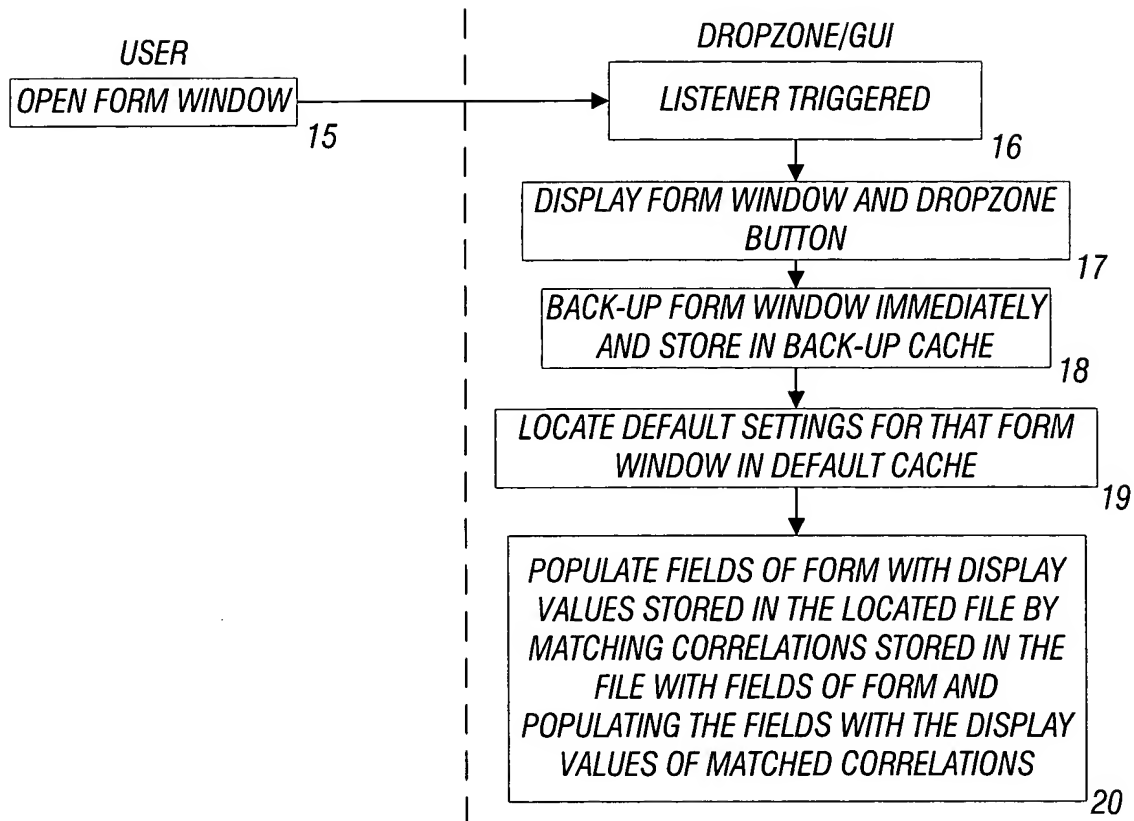 USER
OPEN FORM WINDOW
15
DROPZONE/GUI
LISTENER TRIGGERED
16
DISPLAY FORM WINDOW AND DROPZONE
BUTTON
17
BACK-UP FORM WINDOW IMMEDIATELY
AND STORE IN BACK-UP CACHE
18
LOCATE DEFAULT SETTINGS FOR THAT FORM
WINDOW IN DEFAULT CACHE
19
POPULATE FIELDS OF FORM WITH DISPLAY
VALUES STORED IN THE LOCATED FILE BY
MATCHING CORRELATIONS STORED IN THE
FILE WITH FIELDS OF FORM AND
POPULATING THE FIELDS WITH THE DISPLAY
VALUES OF MATCHED CORRELATIONS
20